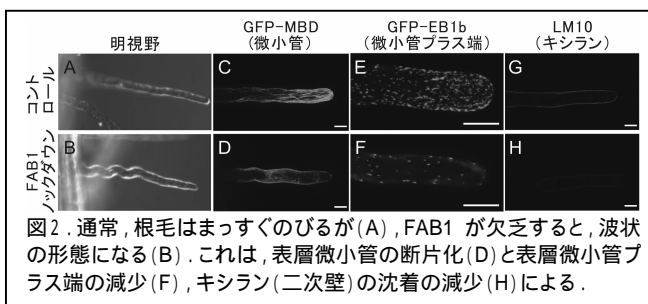 明視野
GFP-MBD
(微小管)
GFP-EB1b
(微小管プラス端)
LM10
(キシラン)
コントロール
A
C
E
G
FAB1
ノックダウン
B
D
F
H
図2．通常，根毛はまっすぐのびるが(A)，FAB1 が欠乏すると，波状
の形態になる(B)．これは，表層微小管の断片化(D)と表層微小管プ
ラス端の減少(F)，キシラン(二次壁)の沈着の減少(H)による．